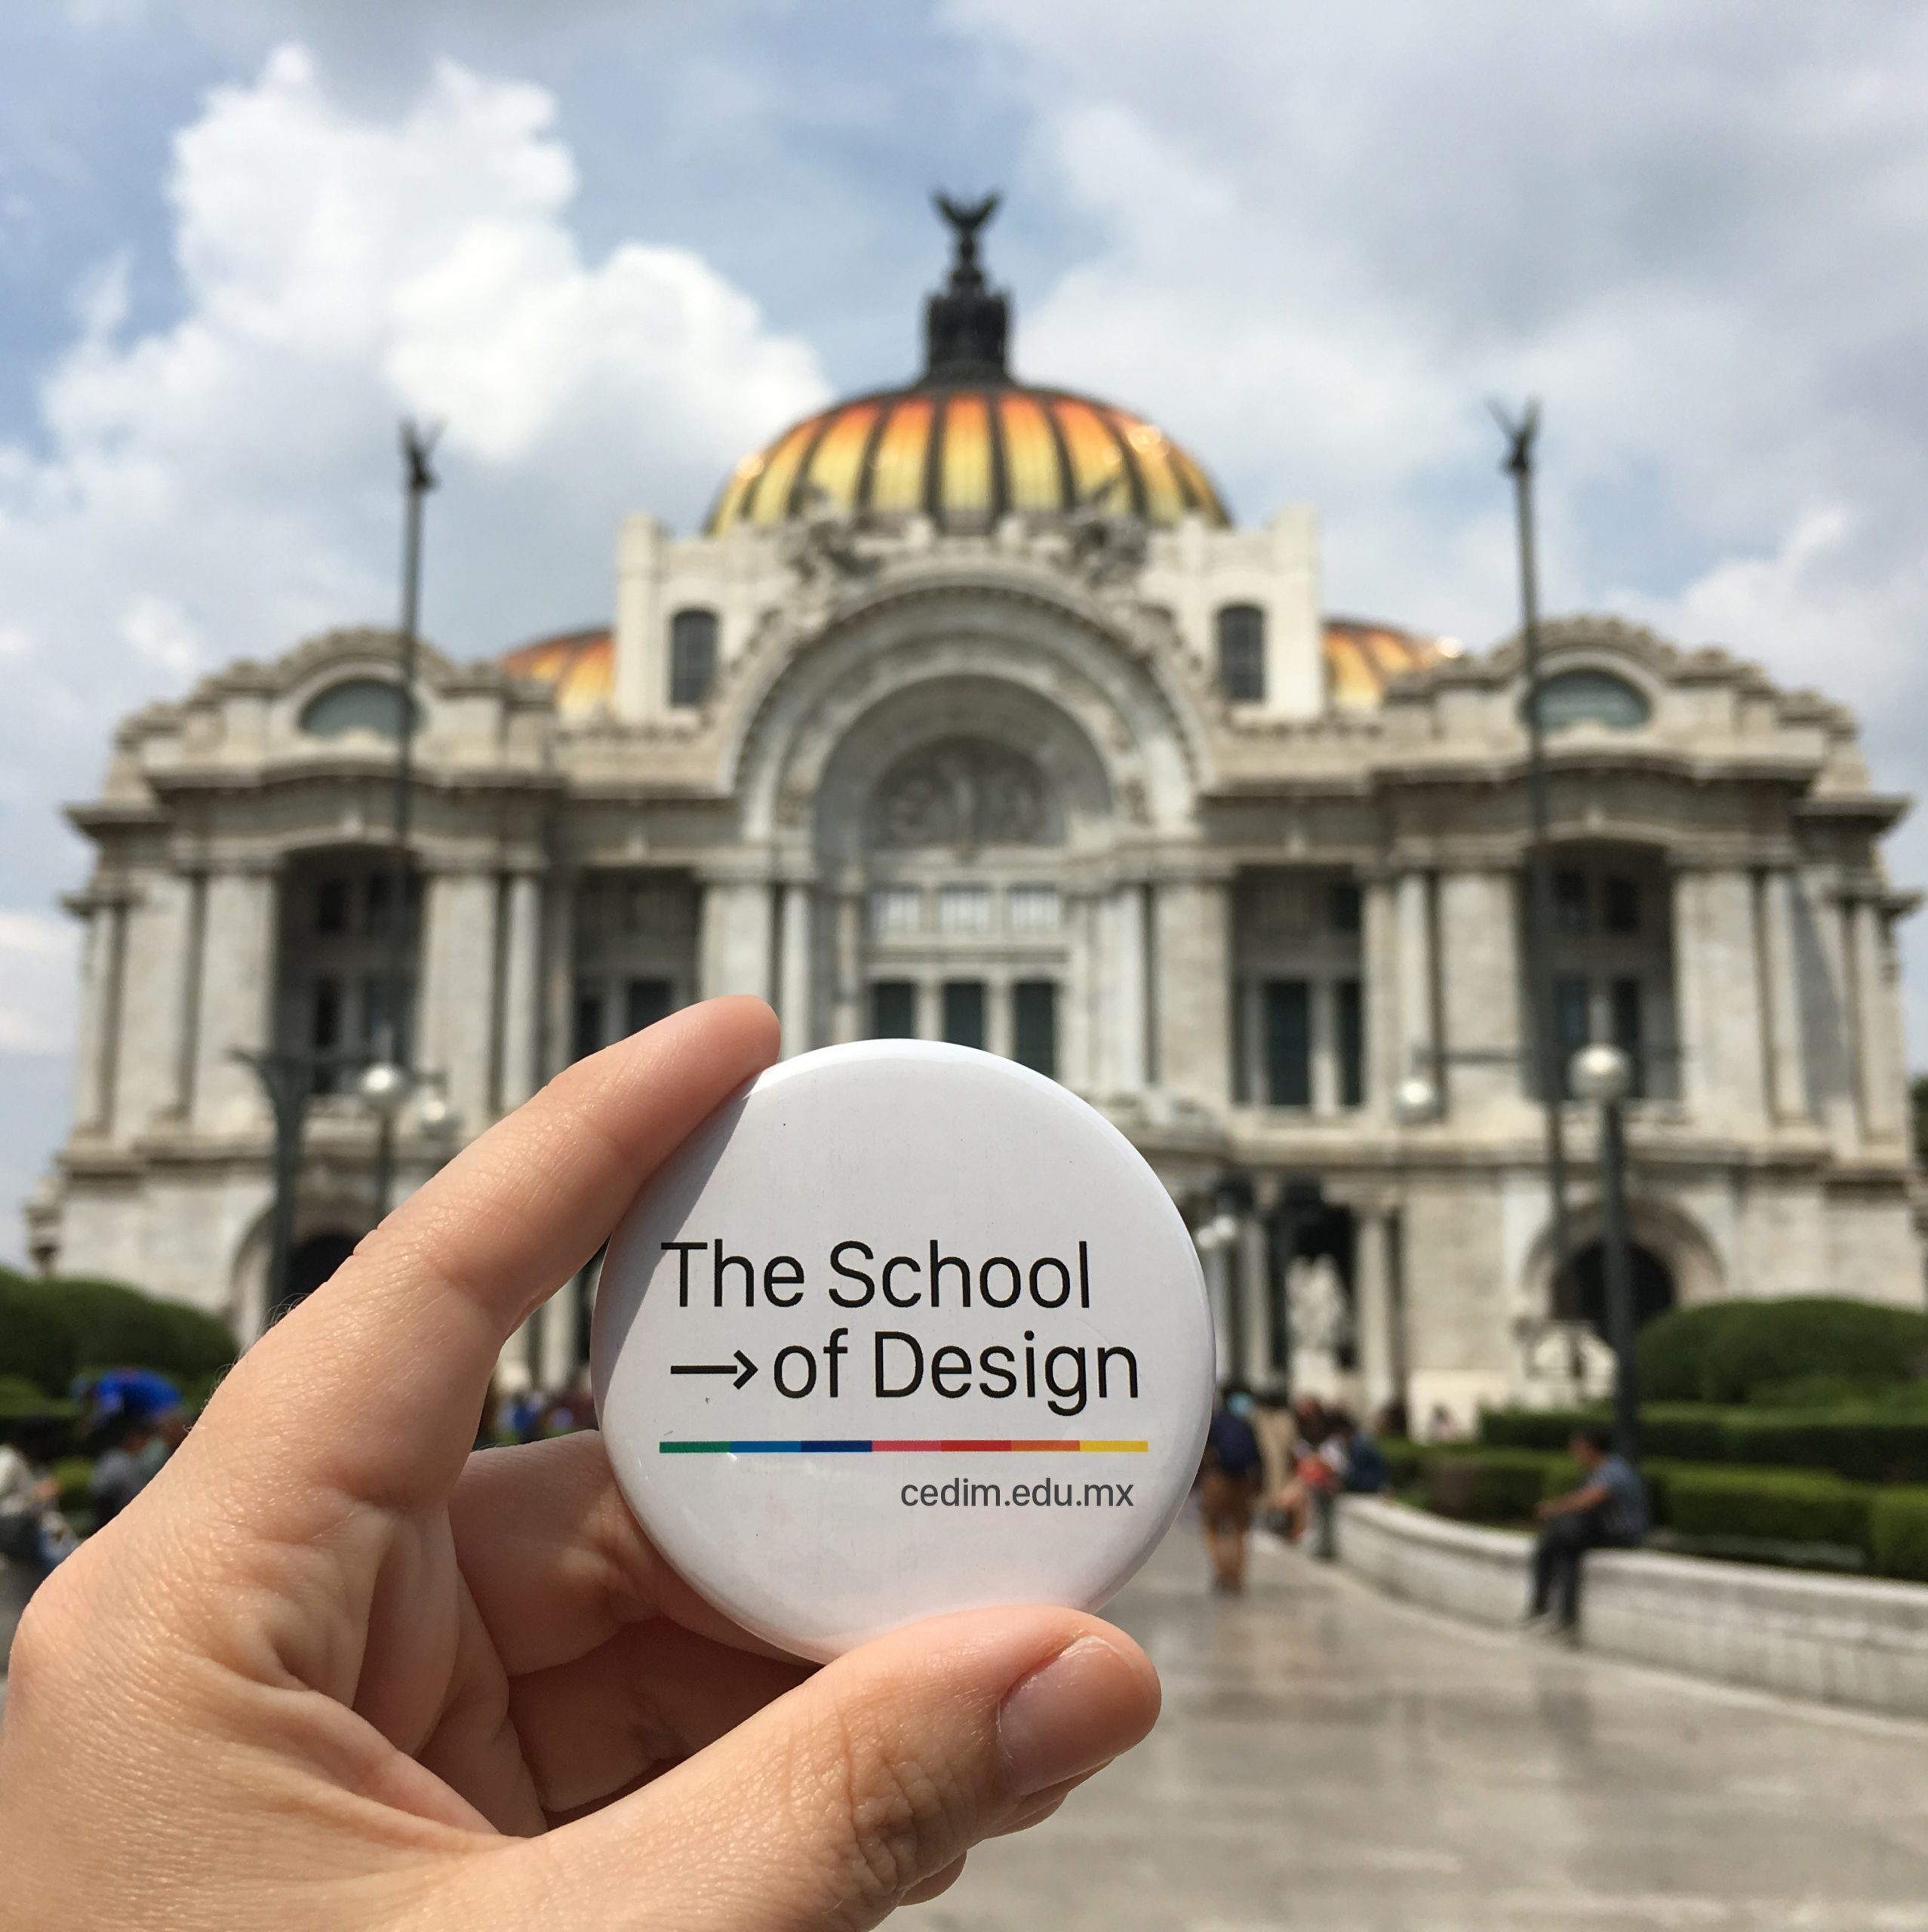 The School
→of Design
cedim.edu.mx